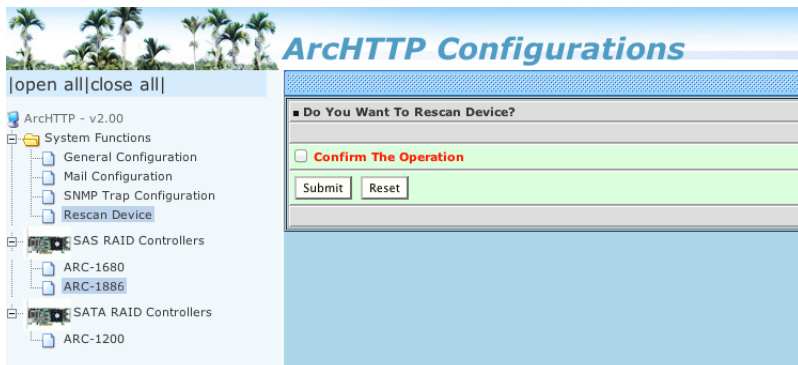 ArcHTTP Configurations
|open all|close all|
ArcHTTP - v2.00
System Functions
General Configuration
Mail Configuration
SNMP Trap Configuration
Rescan Device
SAS RAID Controllers
ARC-1680
ARC-1886
SATA RAID Controllers
ARC-1200
Do You Want To Rescan Device?
Confirm The Operation
Submit Reset